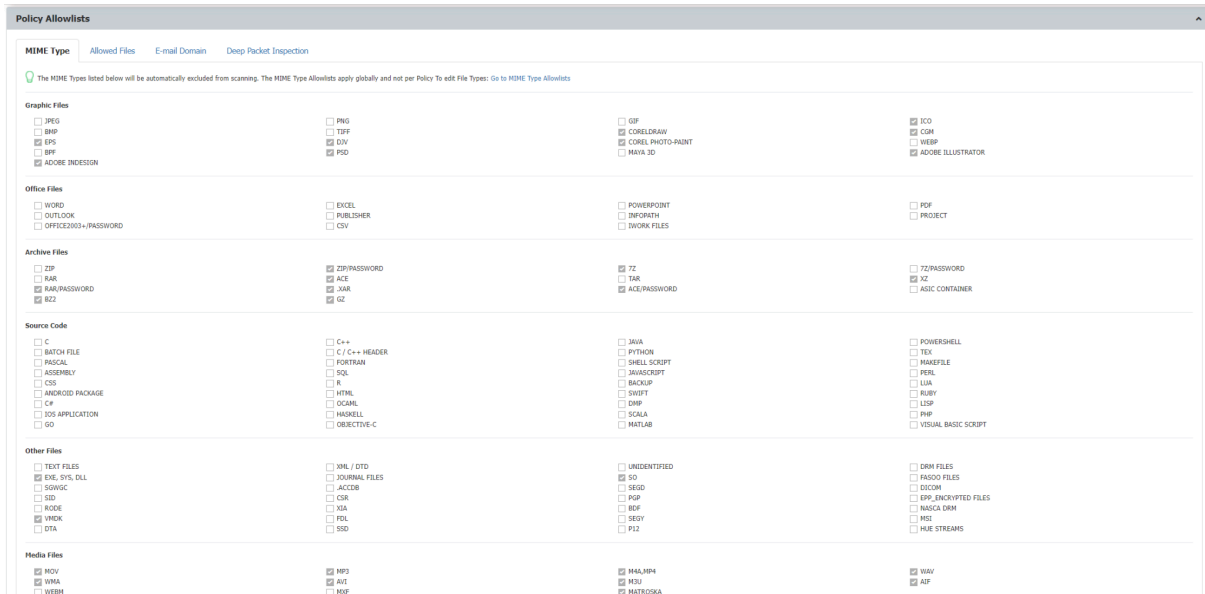 Policy Allowlists
MIME Type Allowed Files E-mail Domain Deep Packet Inspection
The MIME Types listed below will be automatically excluded from scanning. The MIME Type Allowlists apply globally and not per Policy To edit File Types: Go to MIME Type Allowlists
Graphic Files
JPEG PNG GIF ICO
BMP TIFF CORELDRAW CGM
EPS DJV COREL PHOTO-PAINT WEBP
BPF PSD MAYA 3D ADOBE ILLUSTRATOR
ADOBE INDESIGN
Office Files
WORD EXCEL POWERPOINT PDF
OUTLOOK PUBLISHER INFOPATH PROJECT
OFFICE2003+/PASSWORD CSV IWORK FILES
Archive Files
ZIP ZIP/PASSWORD 7Z 7Z/PASSWORD
RAR ACE TAR XZ
RAR/PASSWORD .XAR ACE/PASSWORD ASIC CONTAINER
BZ2 GZ
Source Code
C C++ JAVA POWERSHELL
BATCH FILE C / C++ HEADER PYTHON TEX
PASCAL FORTRAN SHELL SCRIPT MAKEFILE
ASSEMBLY SQL JAVASCRIPT PERL
CSS R BACKUP LUA
ANDROID PACKAGE HTML SWIFT RUBY
C# OCAML DMP LISP
IOS APPLICATION HASKELL SCALA PHP
GO OBJECTIVE-C MATLAB VISUAL BASIC SCRIPT
Other Files
TEXT FILES XML / DTD UNIDENTIFIED DRM FILES
EXE, SYS, DLL JOURNAL FILES SO FASOO FILES
SGWGC .ACCDB SEGD DICOM
SID CSR PGP EPP_ENCRYPTED FILES
RODE XIA BDF NASCA DRM
VMDK FDL SEGY MSI
DTA SSD P12 HUE STREAMS
Media Files
MOV MP3 M4A,MP4 WAV
WMA AVI M3U AIF
WEBM MXF MATROSKA